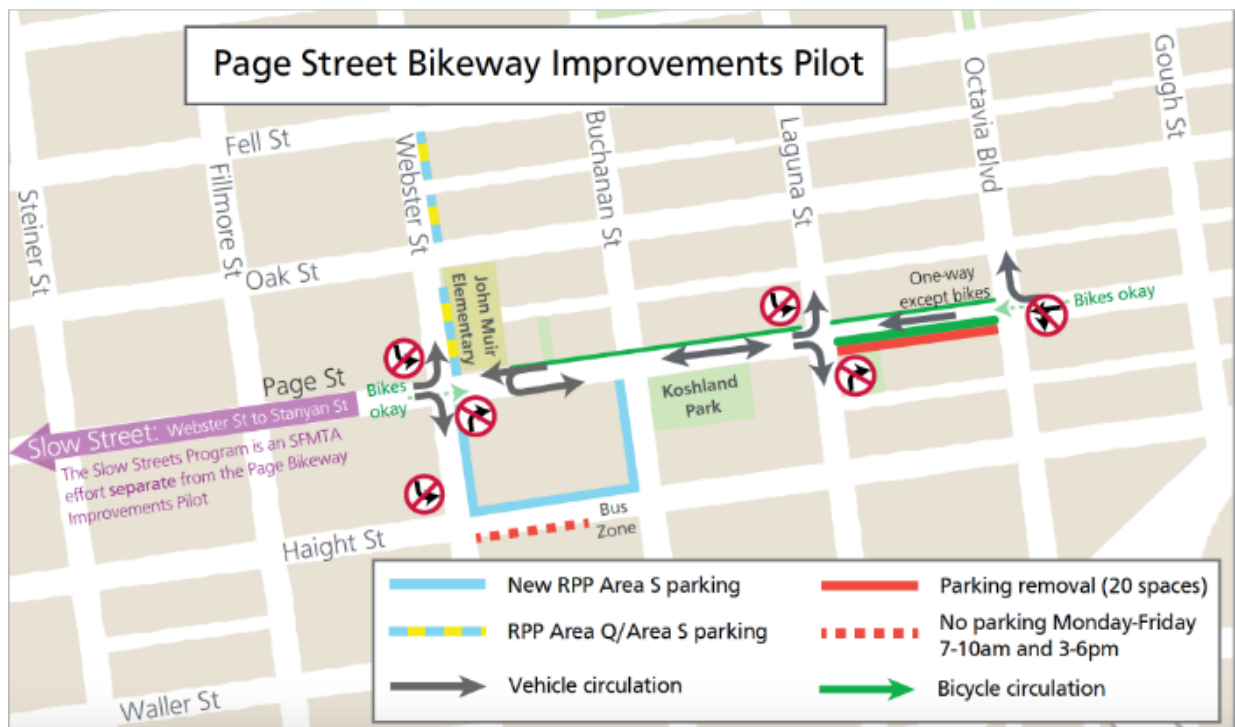 Page Street Bikeway Improvements Pilot
Fell St
Webster St
Buchanan St
Laguna St
Octavia Blvd
Gough St
Steiner St
Fillmore St
Oak St
John Muir
Elementary
One-way
except bikes
Bikes okay
Page St
Bikes
okay
Koshland
Park
Slow Street: Webster St to Stanyan St
The Slow Streets Program is an SFMTA
effort separate from the Page Bikeway
Improvements Pilot
Haight St
Bus
Zone
Waller St
New RPP Area S parking
RPP Area Q/Area S parking
Vehicle circulation
Parking removal (20 spaces)
No parking Monday-Friday
7-10am and 3-6pm
Bicycle circulation